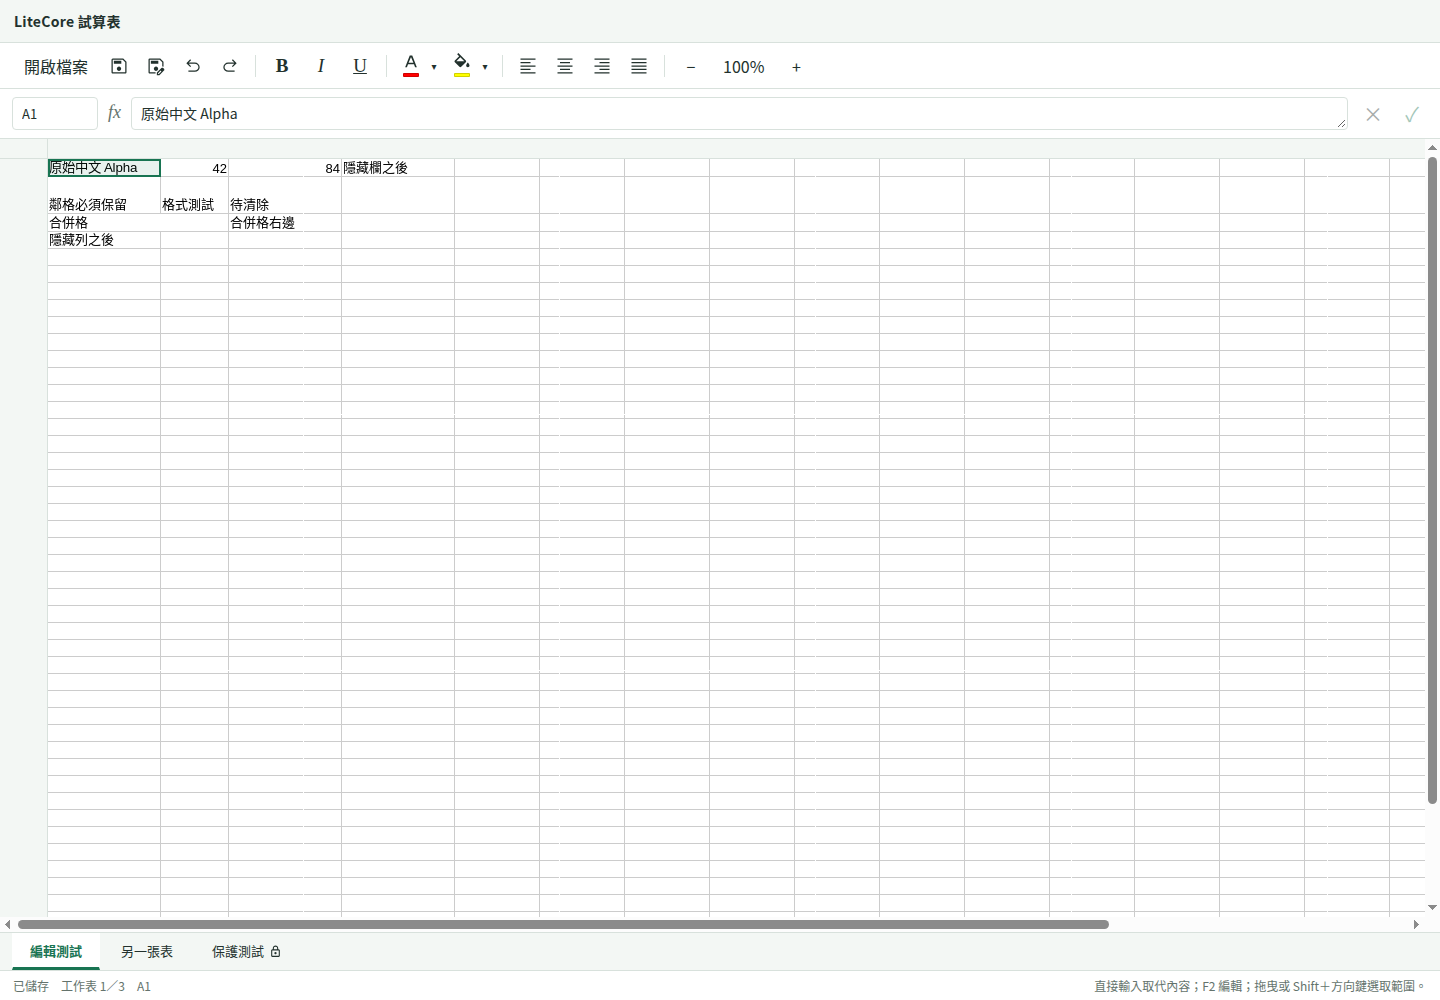 LiteCore 試算表
開啟檔案 B I U A 100%
A1 fx 原始中文 Alpha
原始中文 Alpha 42 84 隱藏欄之後
鄰格必須保留 格式測試 待清除
合併格 合併格右邊
隱藏列之後
編輯測試 另一張表 保護測試
已儲存 工作表 1／3 A1 直接輸入取代內容；F2 編輯；拖曳或 Shift＋方向鍵選取範圍。